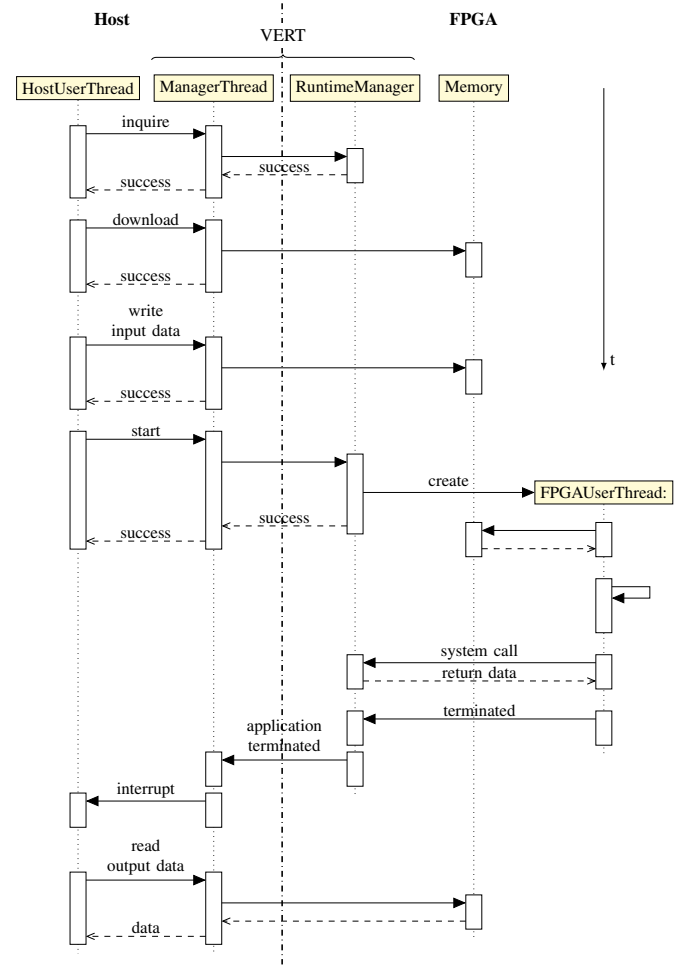 Host
FPGA
VERT
HostUserThread
ManagerThread
RuntimeManager
Memory
inquire
success
success
download
success
write
input data
t
success
start
create
FPGAUserThread:
success
success
system call
return data
terminated
application
terminated
interrupt
read
output data
data